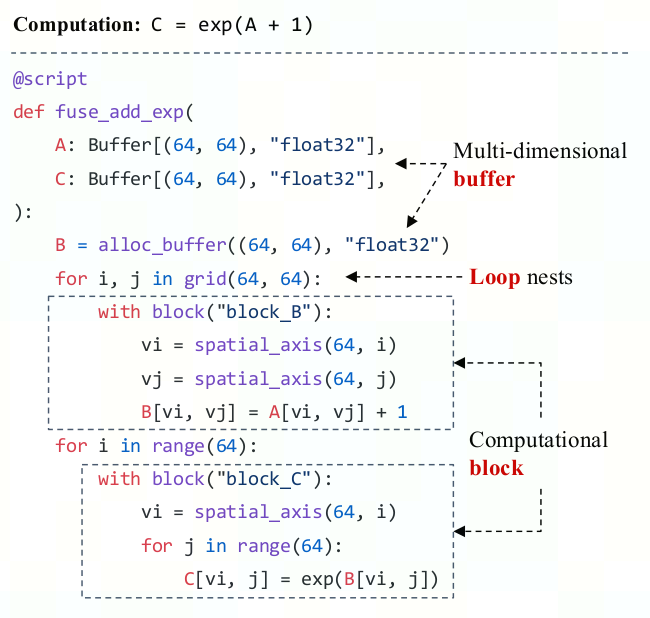 Computation: C = exp(A + 1)
@script
def fuse_add_exp(
A: Buffer[(64, 64), "float32"],
C: Buffer[(64, 64), "float32"],
):
B = alloc_buffer((64, 64), "float32")
for i, j in grid(64, 64):
with block("block_B"):
vi = spatial_axis(64, i)
vj = spatial_axis(64, j)
B[vi, vj] = A[vi, vj] + 1
for i in range(64):
with block("block_C"):
vi = spatial_axis(64, i)
for j in range(64):
C[vi, j] = exp(B[vi, j])
Multi-dimensional
buffer
Loop nests
Computational
block